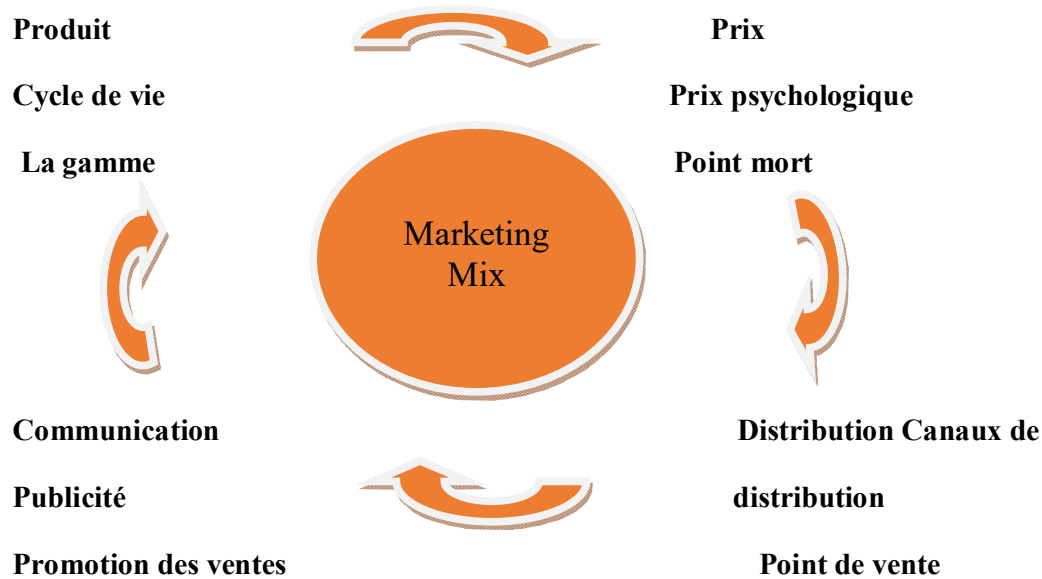 Produit
Prix
Cycle de vie
Prix psychologique
La gamme
Point mort
Marketing
Mix
Communication
Distribution Canaux de
Publicité
distribution
Promotion des ventes
Point de vente